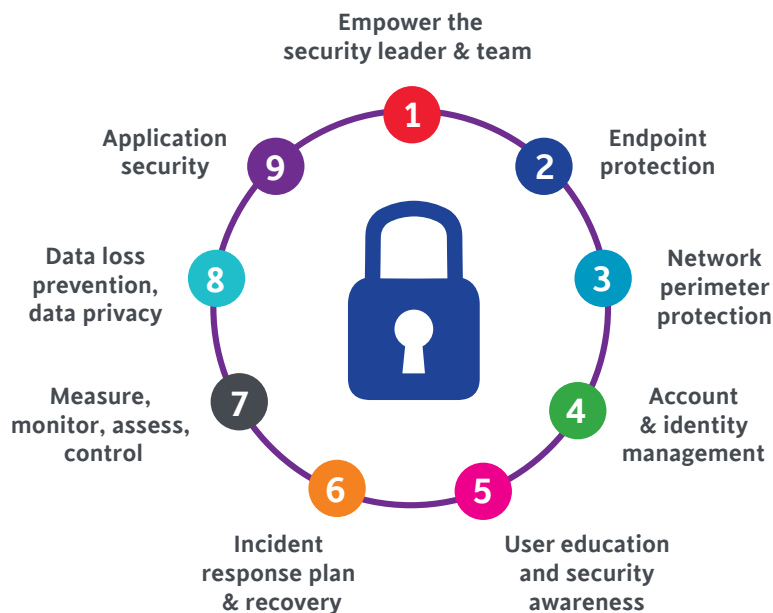 Empower the
security leader & team
1
Endpoint
protection
2
Network
perimeter
protection
3
Account
& identity
management
4
User education
and security
awareness
5
Incident
response plan
& recovery
6
Measure,
monitor, assess,
control
7
Data loss
prevention,
data privacy
8
Application
security
9